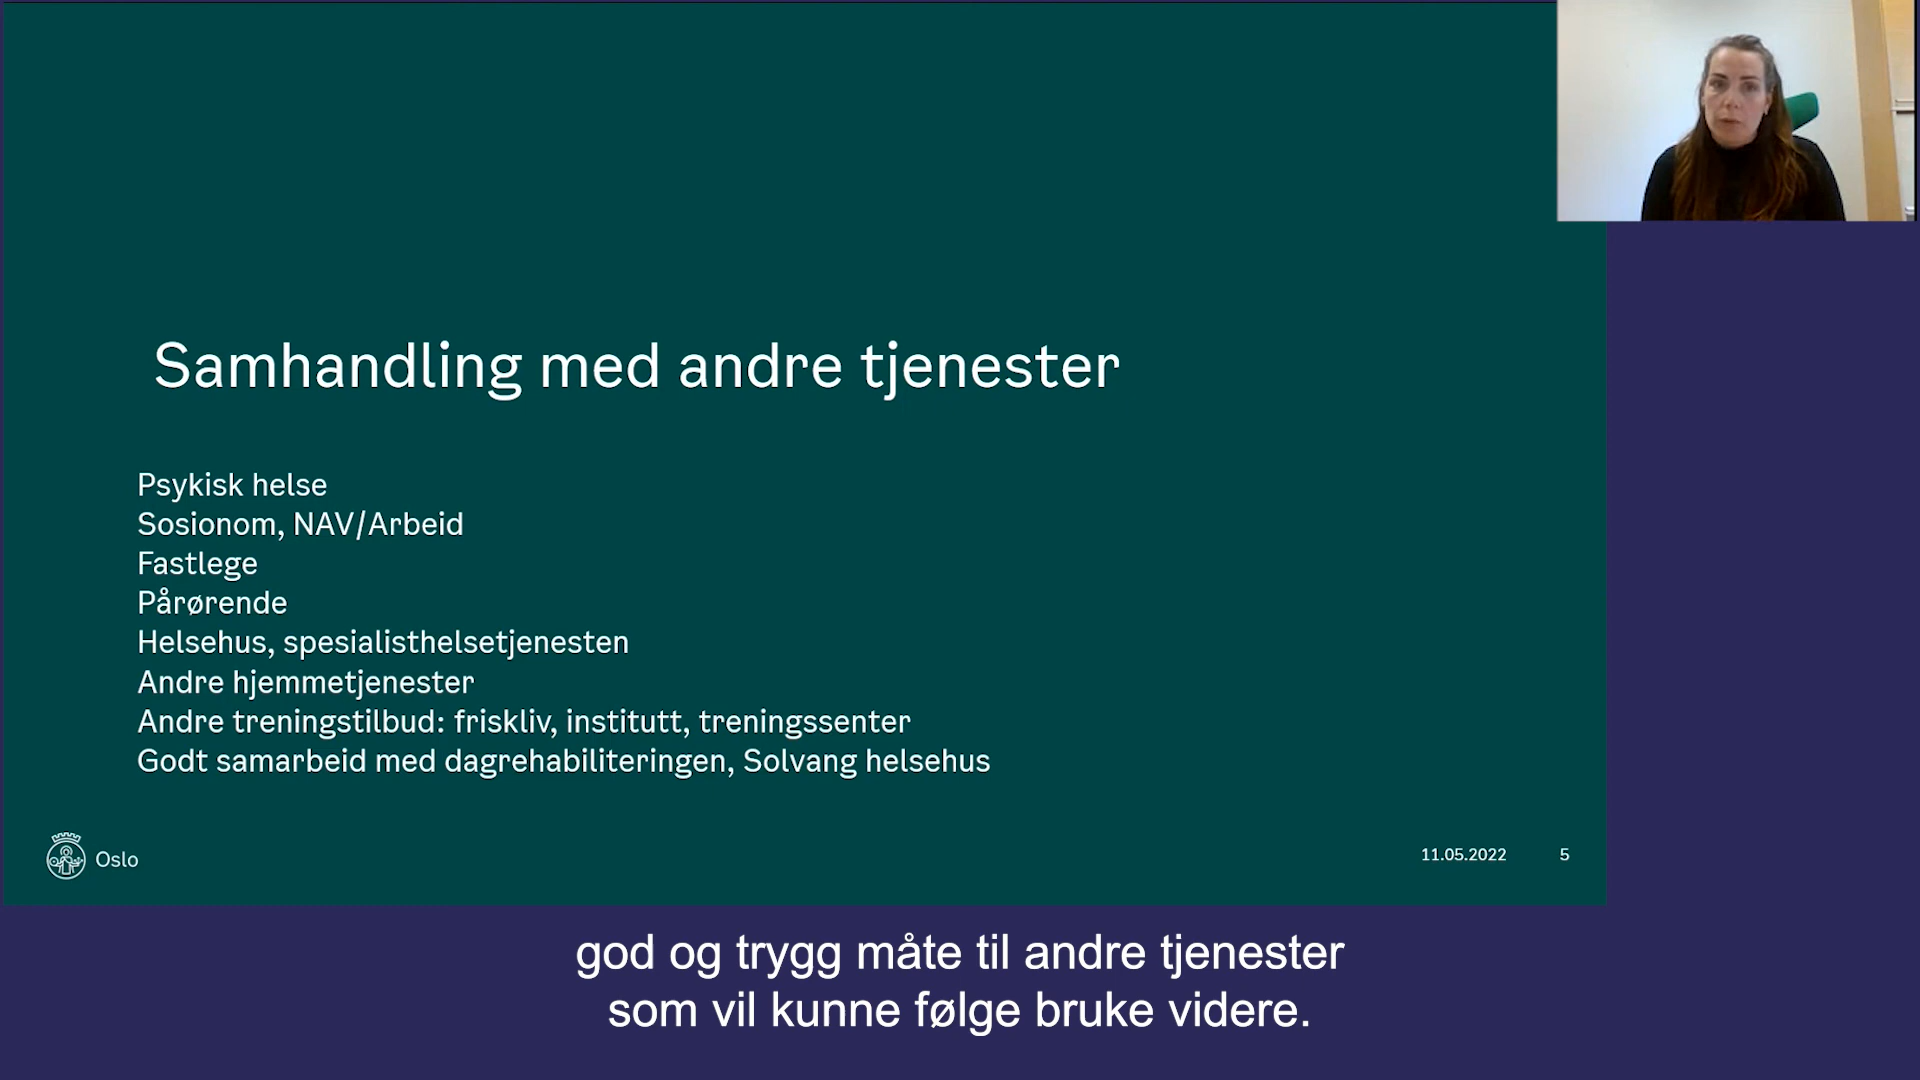 Samhandling med andre tjenester
Psykisk helse
Sosionom, NAV/Arbeid
Fastlege
Pårørende
Helsehus, spesialisthelsetjenesten
Andre hjemmetjenester
Andre treningstilbud: friskliv, institutt, treningssenter
Godt samarbeid med dagrehabiliteringen, Solvang helsehus
Oslo
11.05.2022 5
god og trygg måte til andre tjenester
som vil kunne følge bruke videre.